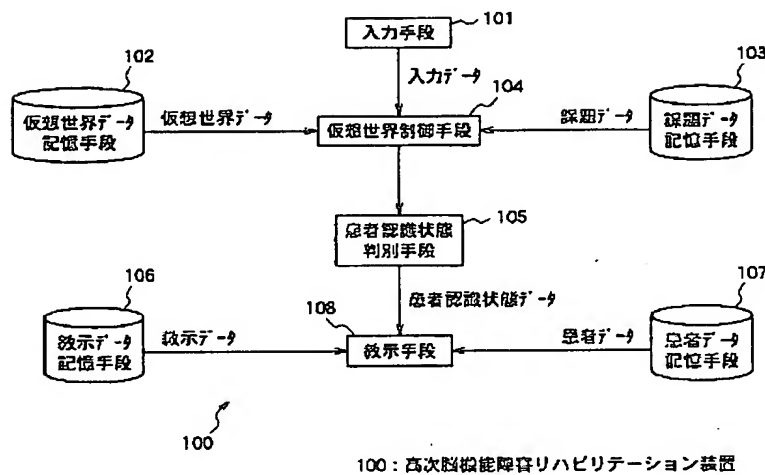 101
入力手段
102
入力データ
103
104
仮想世界データ
記憶手段
仮想世界データ
仮想世界制御手段
課題データ
課題データ
記憶手段
105
患者認識状態
判別手段
106
患者認識状態データ
107
108
教示データ
記憶手段
教示データ
教示手段
患者データ
患者データ
記憶手段
100
100：高次脳機能障害リハビリテーション装置